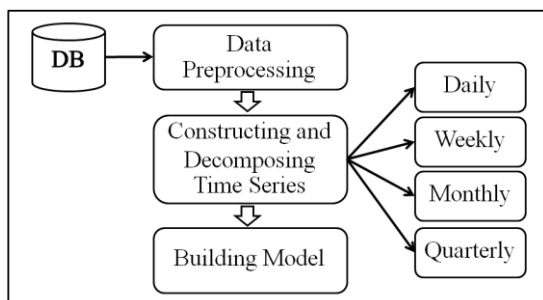 DB
Data
Preprocessing
Constructing and
Decomposing
Time Series
Building Model
Daily
Weekly
Monthly
Quarterly